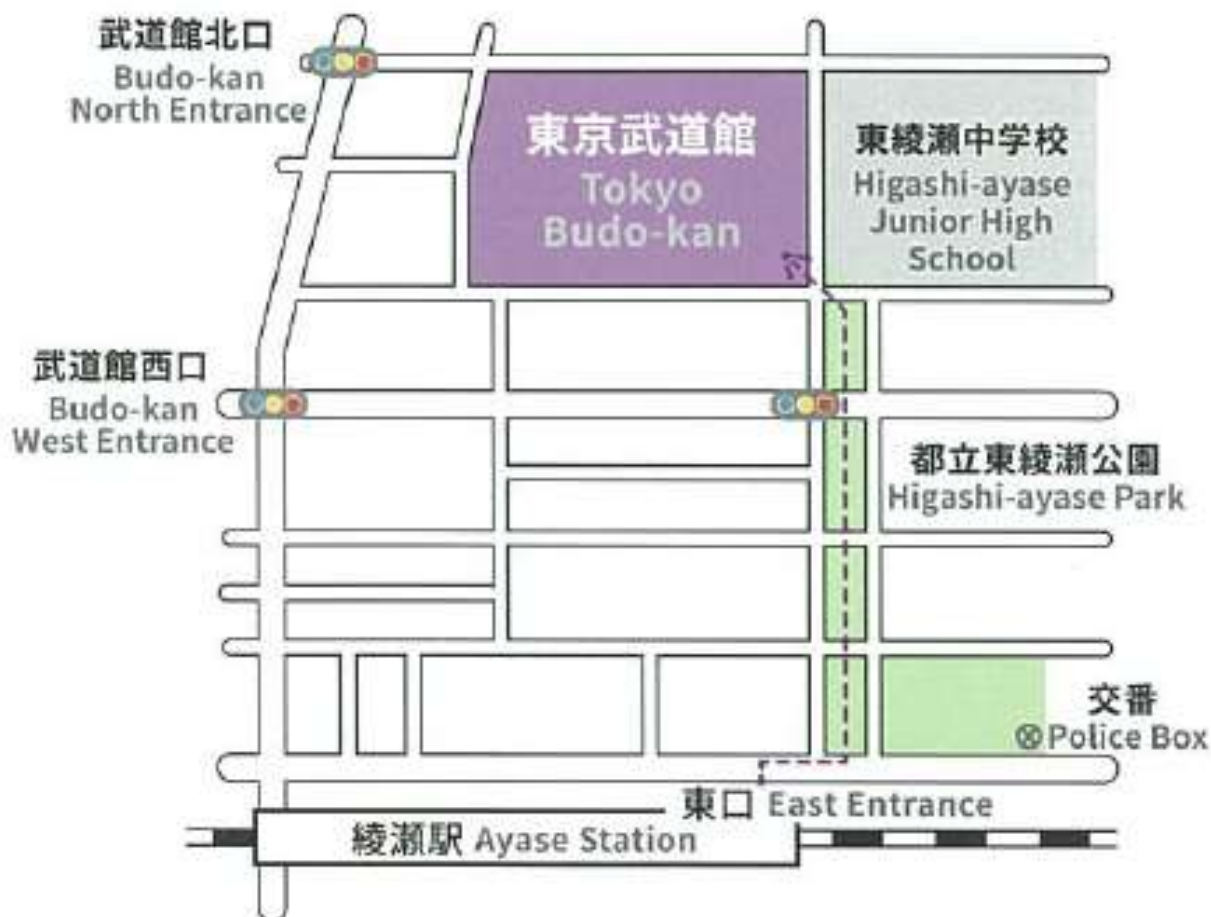 武道館北口
Budo-kan
North Entrance
東京武道館
Tokyo
Budo-kan
東綾瀬中学校
Higashi-ayase
Junior High
School
武道館西口
Budo-kan
West Entrance
都立東綾瀬公園
Higashi-ayase Park
交番
Police Box
東口 East Entrance
綾瀬駅 Ayase Station